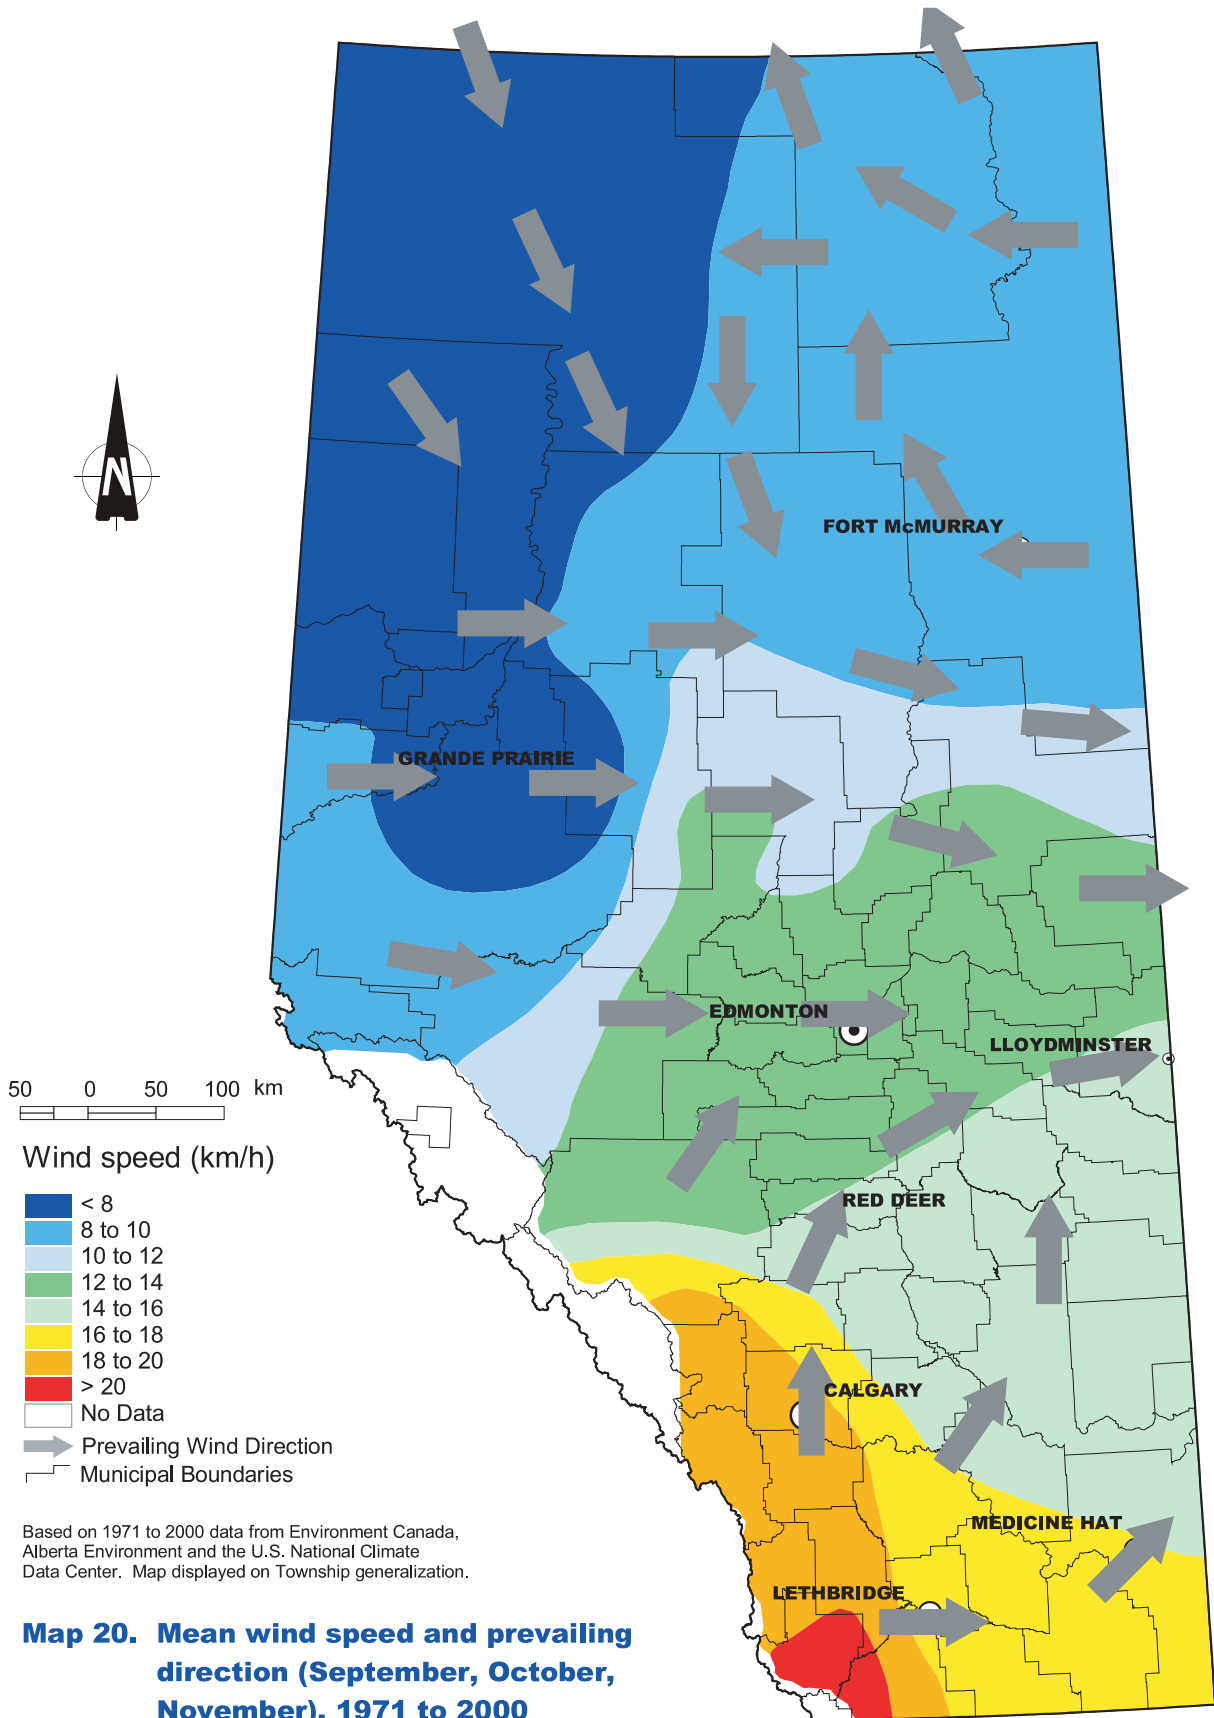 N
FORT McMURRAY
GRANDE PRAIRIE
EDMONTON
LLOYDMINSTER
RED DEER
CALGARY
MEDICINE HAT
LETHBRIDGE
50 0 50 100 km
Wind speed (km/h)
< 8
8 to 10
10 to 12
12 to 14
14 to 16
16 to 18
18 to 20
> 20
No Data
Prevailing Wind Direction
Municipal Boundaries
Based on 1971 to 2000 data from Environment Canada,
Alberta Environment and the U.S. National Climate
Data Center. Map displayed on Township generalization.
Map 20. Mean wind speed and prevailing
direction (September, October,
November), 1971 to 2000